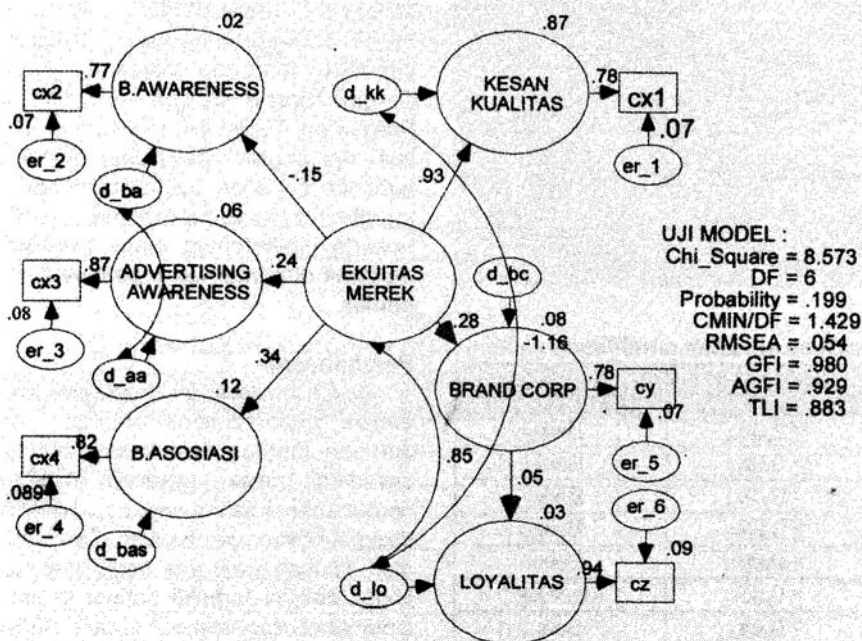 .02
.77
cx2
B.AWARENESS
.07
er_2
d_ba
-.15
.87
KESAN
KUALITAS
d_kk
.78
cx1
.07
er_1
.93
.06
.87
cx3
ADVERTISING
AWARENESS
.24
EKUITAS
MEREK
.08
er_3
d_aa
.34
d_bc
.28
.08
-1.16
BRAND CORP
.78
cy
.07
er_5
UJI MODEL :
Chi_Square = 8.573
DF = 6
Probability = .199
CMIN/DF = 1.429
RMSEA = .054
GFI = .980
AGFI = .929
TLI = .883
.12
.82
cx4
B.ASOSIASI
.089
er_4
d_bas
.85
.05
.03
er_6
.09
d_lo
LOYALITAS
.94
cz